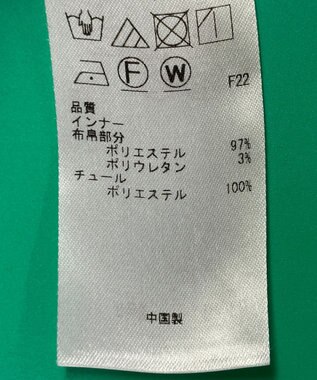 F W F22
品質
インナー
布帛部分
ポリエステル 97%
ポリウレタン 3%
チュール
ポリエステル 100%
中国製